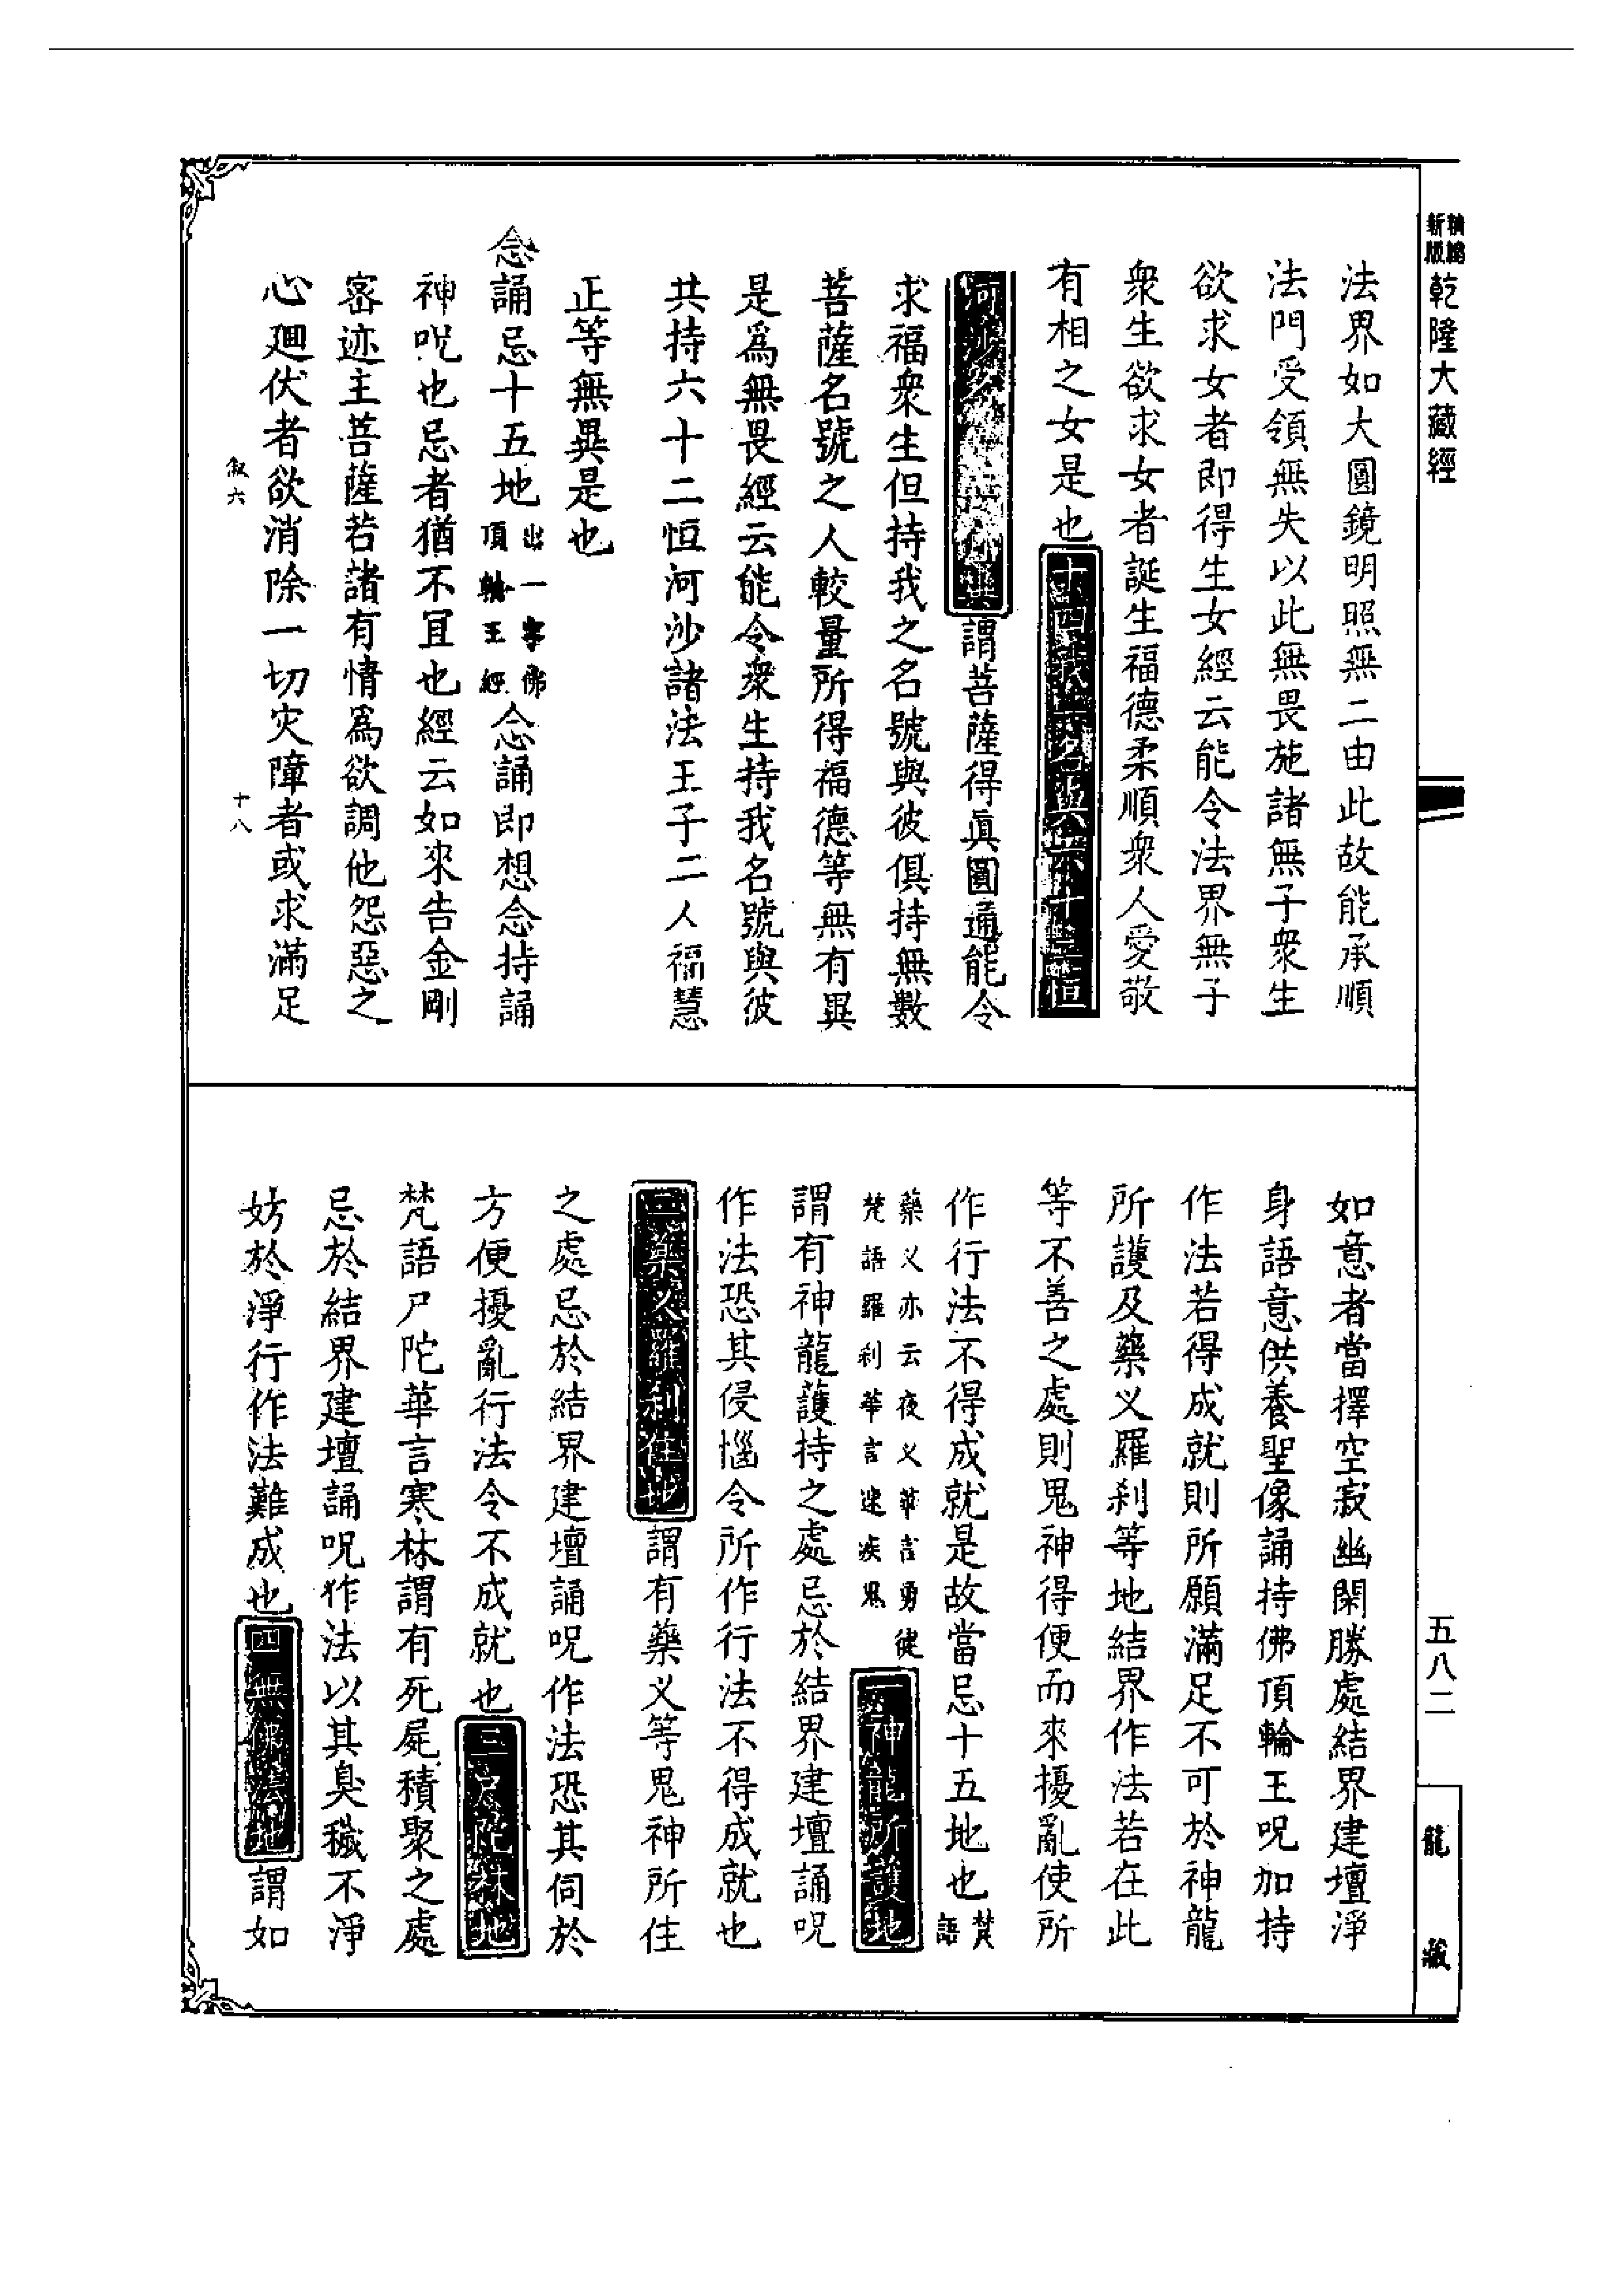 精縮新版
乾隆大藏經
五八二
龍藏
法界如大圓鏡明照無二由此故能承順
法門受領無失以此無畏施諸無子衆生
欲求女者即得生女經云能令法界無子
衆生欲求女者誕生福德柔順衆人愛敬
有相之女是也十四我名與六十二恒
河沙謂菩薩得眞圓通能令
求福衆生但持我之名號與彼俱持無數
菩薩名號之人較量所得福德等無有異
是爲無畏經云能令衆生持我名號與彼
共持六十二恒河沙諸法王子二人福慧
正等無異是也
念誦忌十五地出一字佛頂輪王經念誦即想念持誦
神呪也忌者猶不宜也經云如來告金剛
密迹主菩薩若諸有情爲欲調他怨惡之
心廻伏者欲消除一切灾障者或求滿足
叙六
十八
如意者當擇空寂幽閑勝處結界建壇淨
身語意供養聖像誦持佛頂輪王呪加持
作法若得成就則所願滿足不可於神龍
所護及藥义羅刹等地結界作法若在此
等不善之處則鬼神得便而來擾亂使所
作行法不得成就是故當忌十五地也梵語
藥义亦云夜义華言勇健梵語羅刹華言速疾鬼一神龍所護地
謂有神龍護持之處忌於結界建壇誦呪
作法恐其侵惱令所作行法不得成就也
二藥义羅刹住地謂有藥义等鬼神所住
之處忌於結界建壇誦呪作法恐其伺於
方便擾亂行法令不成就也三尸陀林地
梵語尸陀華言寒林謂有死屍積聚之處
忌於結界建壇誦呪作法以其臭穢不淨
妨於淨行作法難成也四無佛法地謂如